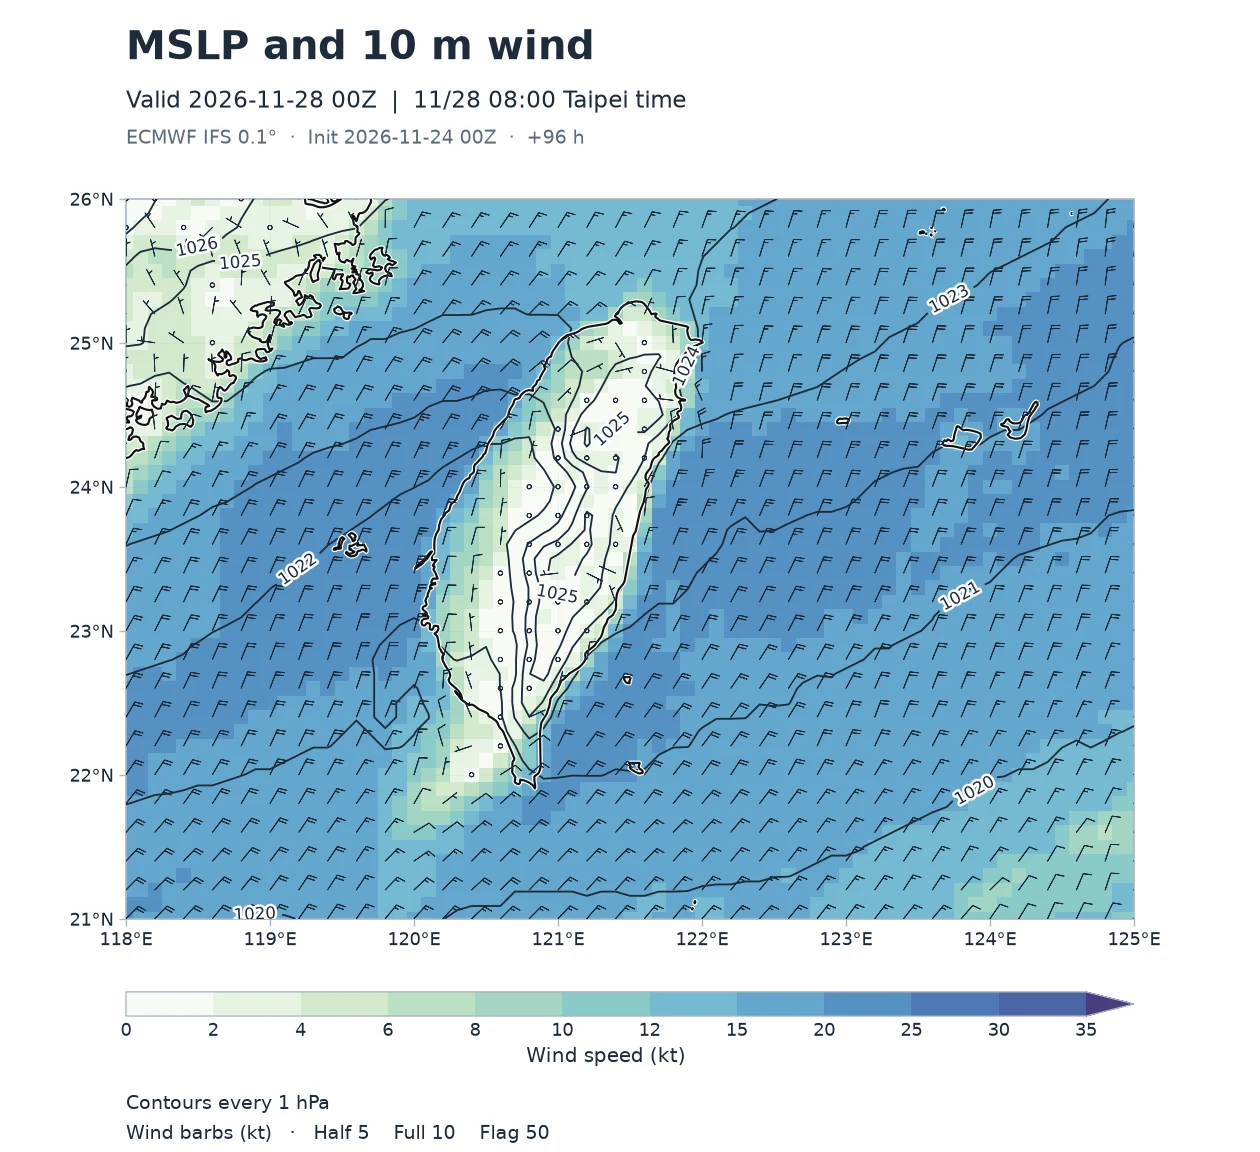 MSLP and 10 m wind
Valid 2026-11-28 00Z | 11/28 08:00 Taipei time
ECMWF IFS 0.1° · Init 2026-11-24 00Z · +96 h
26°N
1026
1025
25°N
1023
1024
1025
24°N
1022
1025
1021
23°N
22°N
1020
1020
21°N
118°E 119°E 120°E 121°E 122°E 123°E 124°E 125°E
0 2 4 6 8 10 12 15 20 25 30 35
Wind speed (kt)
Contours every 1 hPa
Wind barbs (kt) · Half 5 Full 10 Flag 50